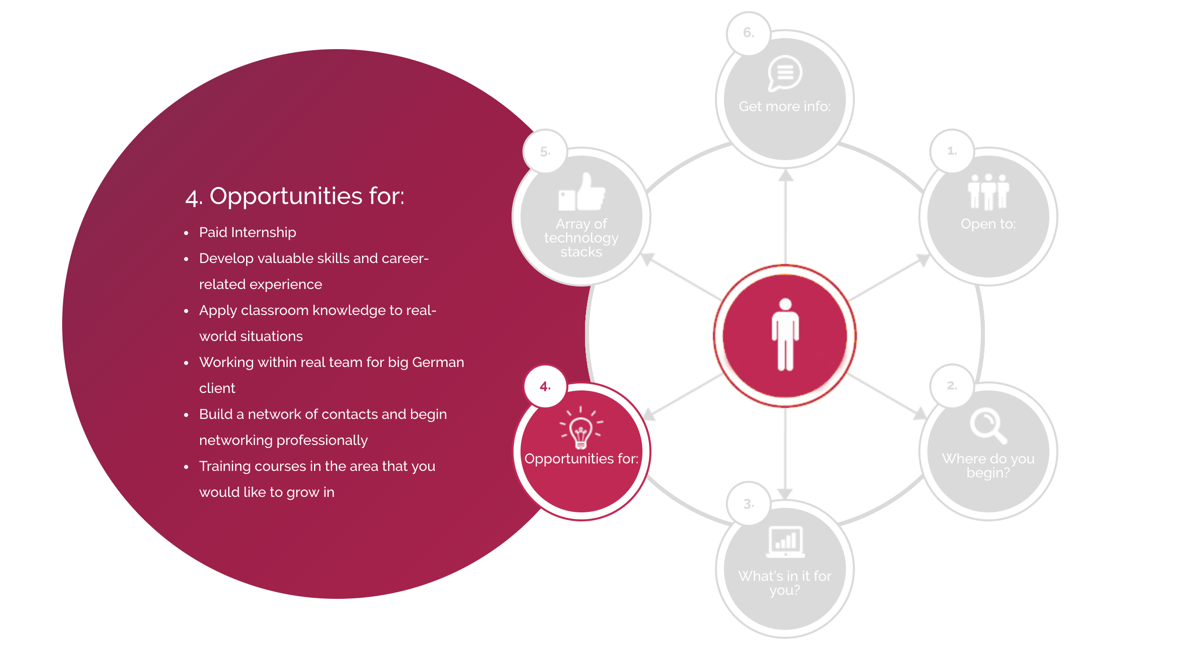 4. Opportunities for:
• Paid Internship
• Develop valuable skills and career-
related experience
• Apply classroom knowledge to real-
world situations
• Working within real team for big German
client
• Build a network of contacts and begin
networking professionally
• Training courses in the area that you
would like to grow in
6.
Get more info:
5.
Array of
technology
stacks
1.
Open to:
4.
Opportunities for:
2.
Where do you
begin?
3.
What's in it for
you?